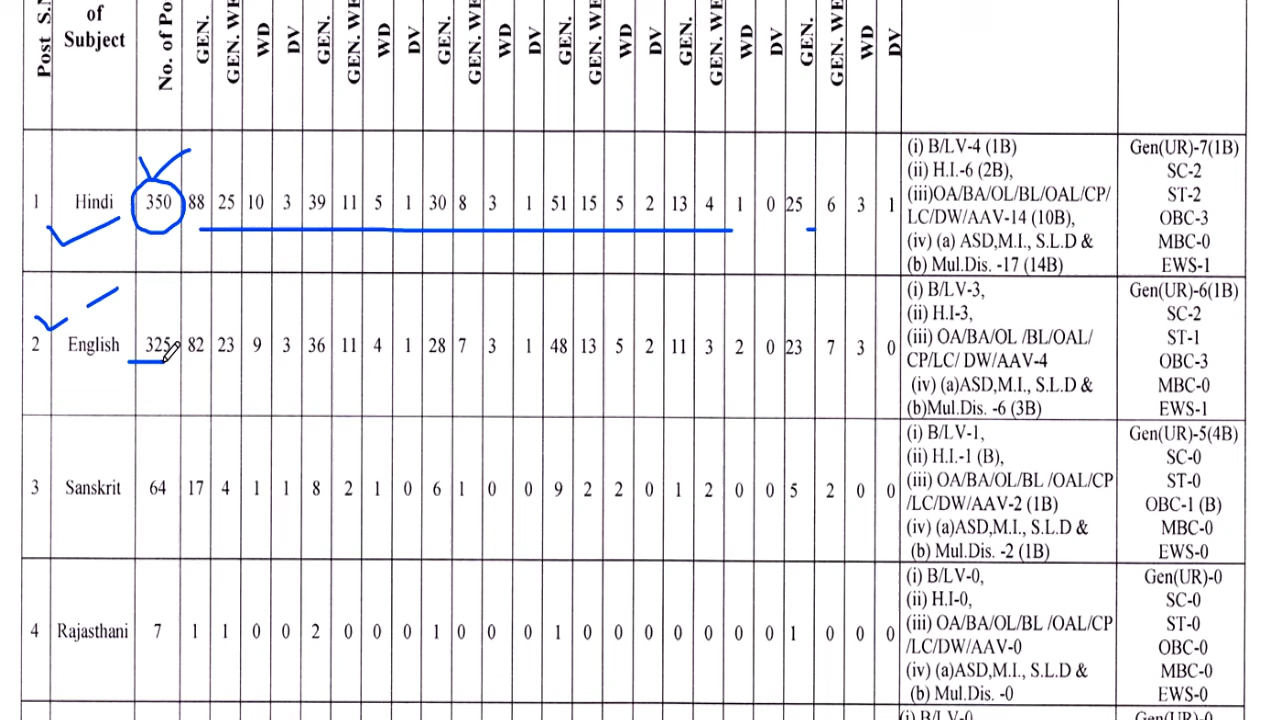 Post S.N
of
Subject
No. of Po
GEN.
GEN. WE
WD
DV
GEN.
GEN. WE
WD
DV
GEN.
GEN. WE
WD
DV
GEN.
GEN. WE
WD
DV
GEN.
GEN. WE
WD
DV
GEN.
GEN. WE
WD
DV
1 Hindi 350 88 25 10 3 39 11 5 1 30 8 3 1 51 15 5 2 13 4 1 0 25 6 3 1
(i) B/LV-4 (1B)
(ii) H.I.-6 (2B),
(iii)OA/BA/OL/BL/OAL/CP/
LC/DW/AAV-14 (10B),
(iv) (a) ASD,M.I., S.L.D &
(b) Mul.Dis. -17 (14B)
Gen(UR)-7(1B)
SC-2
ST-2
OBC-3
MBC-0
EWS-1
2 English 325 82 23 9 3 36 11 4 1 28 7 3 1 48 13 5 2 11 3 2 0 23 7 3 0
(i) B/LV-3,
(ii) H.I-3,
(iii) OA/BA/OL /BL/OAL/
CP/LC/ DW/AAV-4
(iv) (a)ASD,M.I., S.L.D &
(b)Mul.Dis. -6 (3B)
Gen(UR)-6(1B)
SC-2
ST-1
OBC-3
MBC-0
EWS-1
3 Sanskrit 64 17 4 1 1 8 2 1 0 6 1 0 0 9 2 2 0 1 2 0 0 5 2 0 0
(i) B/LV-1,
(ii) H.I.-1 (B),
(iii) OA/BA/OL/BL /OAL/CP
/LC/DW/AAV-2 (1B)
(iv) (a)ASD,M.I., S.L.D &
(b) Mul.Dis. -2 (1B)
Gen(UR)-5(4B)
SC-0
ST-0
OBC-1 (B)
MBC-0
EWS-0
4 Rajasthani 7 1 1 0 0 2 0 0 0 1 0 0 0 1 0 0 0 0 0 0 0 1 0 0 0
(i) B/LV-0,
(ii) H.I-0,
(iii) OA/BA/OL/BL /OAL/CP
/LC/DW/AAV-0
(iv) (a)ASD,M.I., S.L.D &
(b) Mul.Dis. -0
Gen(UR)-0
SC-0
ST-0
OBC-0
MBC-0
EWS-0
(i) B/LV-0
Gen(UR)-0